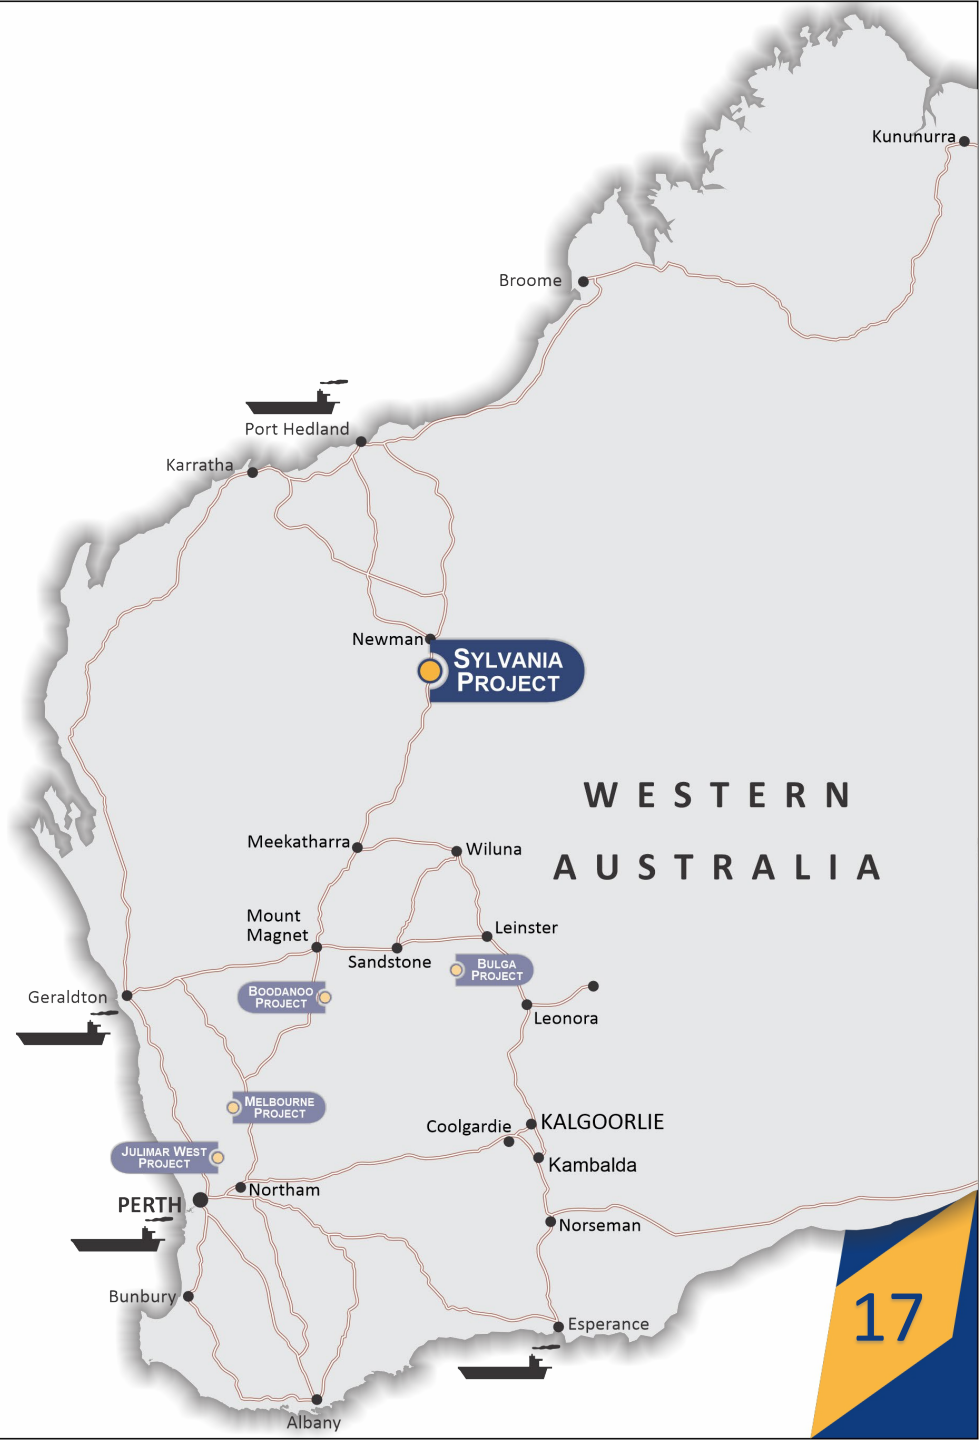 Kununurra
Broome
Port Hedland
Karratha
Newman
SYLVANIA
PROJECT
WESTERN
AUSTRALIA
Meekatharra
Wiluna
Mount
Magnet
Leinster
Sandstone
BULGA
PROJECT
BOODANOO
PROJECT
Geraldton
Leonora
MELBOURNE
PROJECT
Coolgardie
KALGOORLIE
JULIMAR WEST
PROJECT
Kambalda
Northam
PERTH
Norseman
Bunbury
17
Esperance
Albany